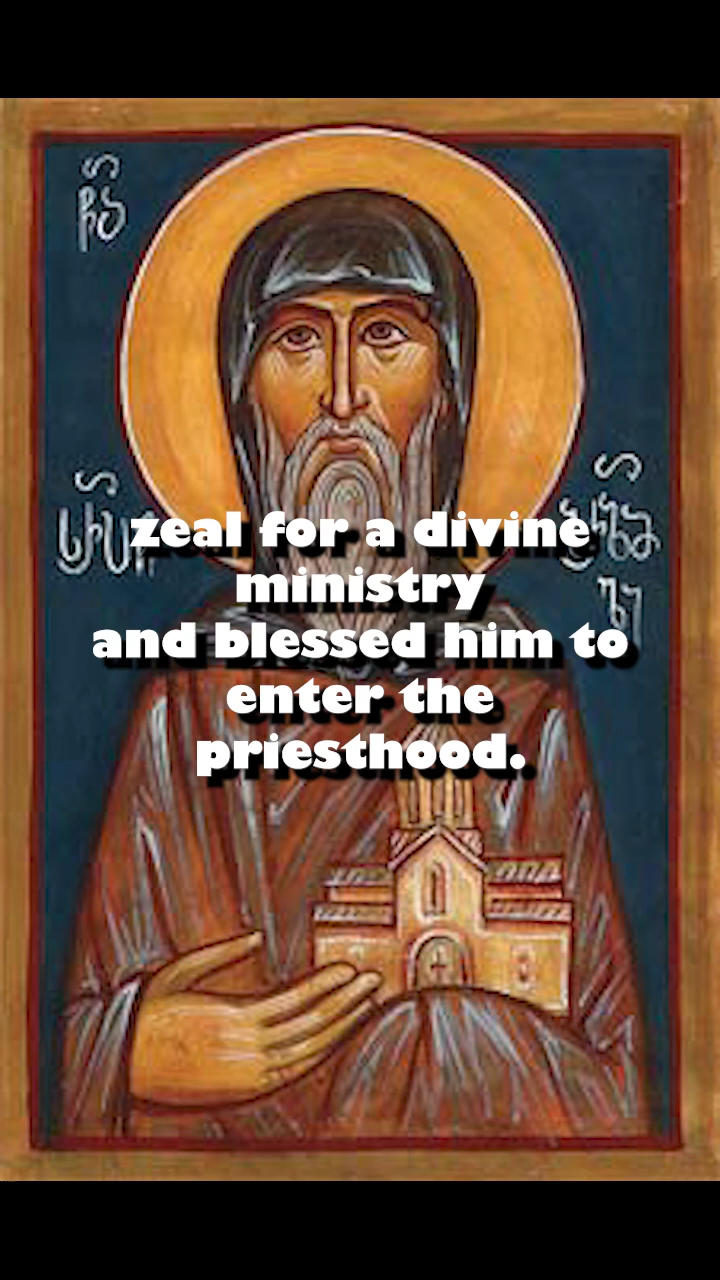 zeal for a divine
ministry
and blessed him to
enter the
priesthood.